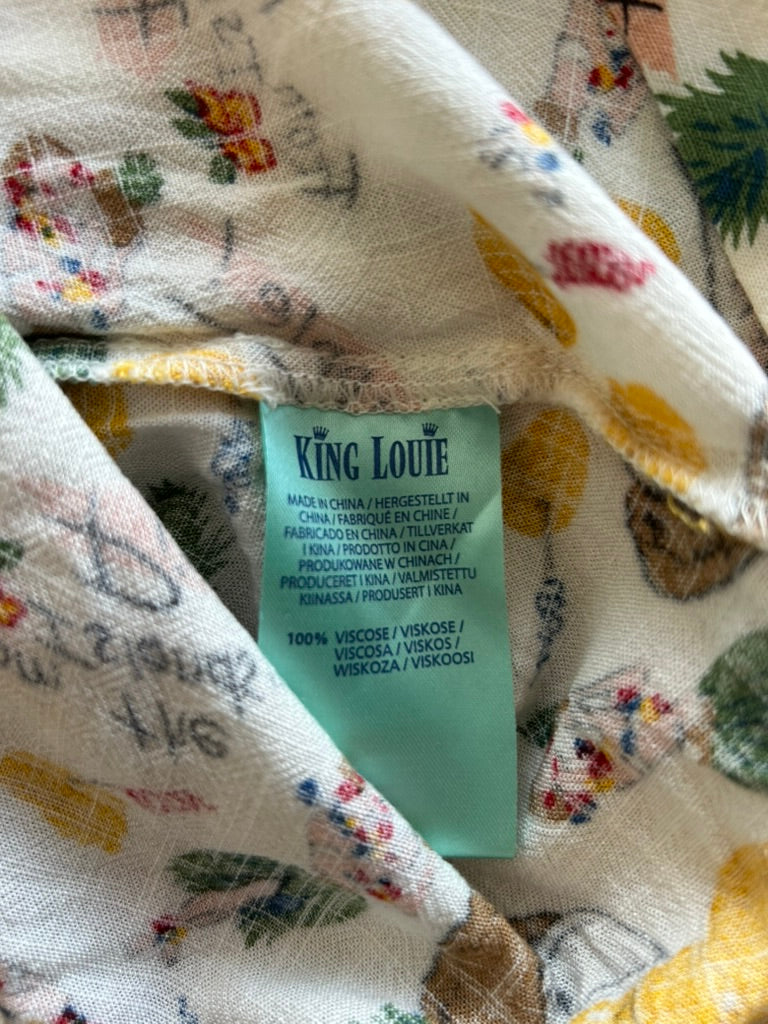 KING LOUIE
MADE IN CHINA / HERGESTELLT IN
CHINA / FABRIQUÉ EN CHINE /
FABRICADO EN CHINA / TILLVERKAT
I KINA / PRODOTTO IN CINA /
PRODUKOWANE W CHINACH /
PRODUCERET I KINA / VALMISTETTU
KIINASSA / PRODUSERT I KINA
100% VISCOSE / VISKOSE /
VISCOSA / VISKOS /
WISKOZA / VISKOOSI